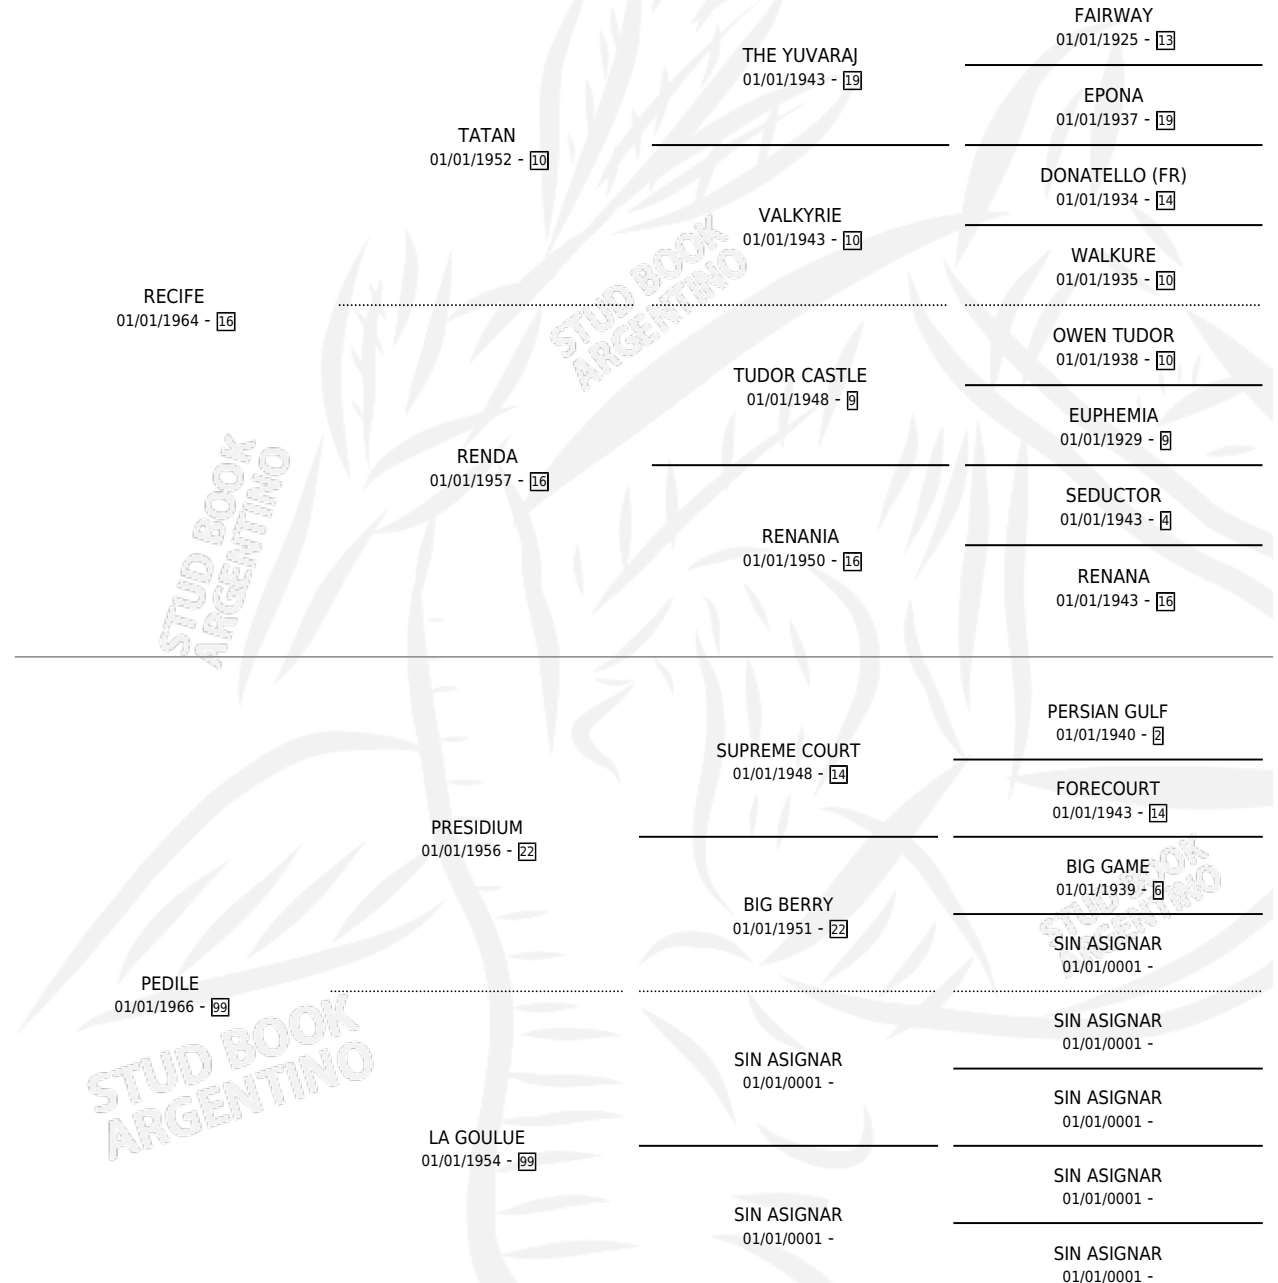 FAIRWAY
01/01/1925 - 13
THE YUVARAJ
01/01/1943 - 19
EPONA
01/01/1937 - 19
TATAN
01/01/1952 - 10
DONATELLO (FR)
01/01/1934 - 14
VALKYRIE
01/01/1943 - 10
WALKURE
01/01/1935 - 10
RECIFE
01/01/1964 - 16
OWEN TUDOR
01/01/1938 - 10
TUDOR CASTLE
01/01/1948 - 9
EUPHEMIA
01/01/1929 - 9
RENDA
01/01/1957 - 16
SEDUCTOR
01/01/1943 - 4
RENANIA
01/01/1950 - 16
RENANA
01/01/1943 - 16
STUD BOOK
ARGENTINO
STUD BOOK
ARGENTINO
PERSIAN GULF
01/01/1940 - 2
SUPREME COURT
01/01/1948 - 14
FORECOURT
01/01/1943 - 14
PRESIDIUM
01/01/1956 - 22
BIG GAME
01/01/1939 - 6
BIG BERRY
01/01/1951 - 22
SIN ASIGNAR
01/01/0001 -
PEDILE
01/01/1966 - 99
SIN ASIGNAR
01/01/0001 -
SIN ASIGNAR
01/01/0001 -
SIN ASIGNAR
01/01/0001 -
LA GOULUE
01/01/1954 - 99
SIN ASIGNAR
01/01/0001 -
SIN ASIGNAR
01/01/0001 -
SIN ASIGNAR
01/01/0001 -
STUD BOOK
ARGENTINO
STUD BOOK
ARGENTINO